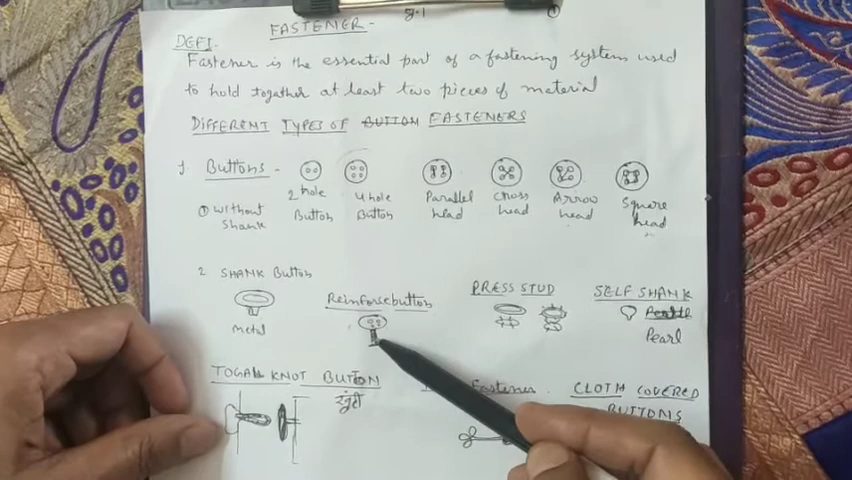 FASTENER
DEFI.
Fastener is the essential part of a fastening system used
to hold together at least two pieces of material
DIFFERENT TYPES OF BUTTON FASTENERS
1. Buttons -
① without Shank
2 hole Button
4 hole Button
Parallel head
Cross head
Arrow head
Square head
2 SHANK Button
metal
Reinforsebutton
PRESS STUD
SELF SHANK
Pearl
TOGAL KNOT BUTTON
खुंटी
Fastener
CLOTH COVERED
BUTTONS